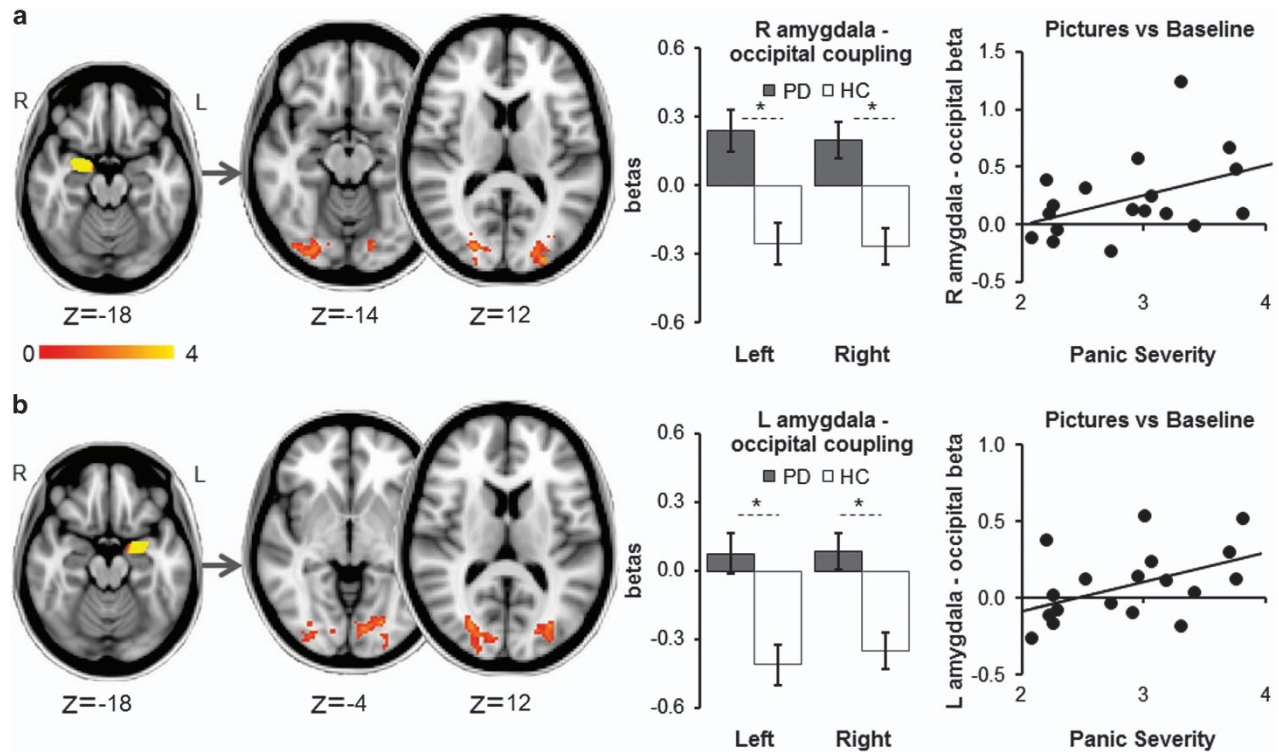 a
R
L
Z=-18
Z=-14
Z=12
0
4
R amygdala -
occipital coupling
PD
HC
*
*
betas
0.6
0.3
0.0
-0.3
-0.6
Left
Right
Pictures vs Baseline
R amygdala - occipital beta
1.5
1.0
0.5
0.0
-0.5
2
3
4
Panic Severity
b
R
L
Z=-18
Z=-4
Z=12
L amygdala -
occipital coupling
PD
HC
*
*
betas
0.6
0.3
0.0
-0.3
-0.6
Left
Right
Pictures vs Baseline
L amygdala - occipital beta
1.0
0.5
0.0
-0.5
2
3
4
Panic Severity